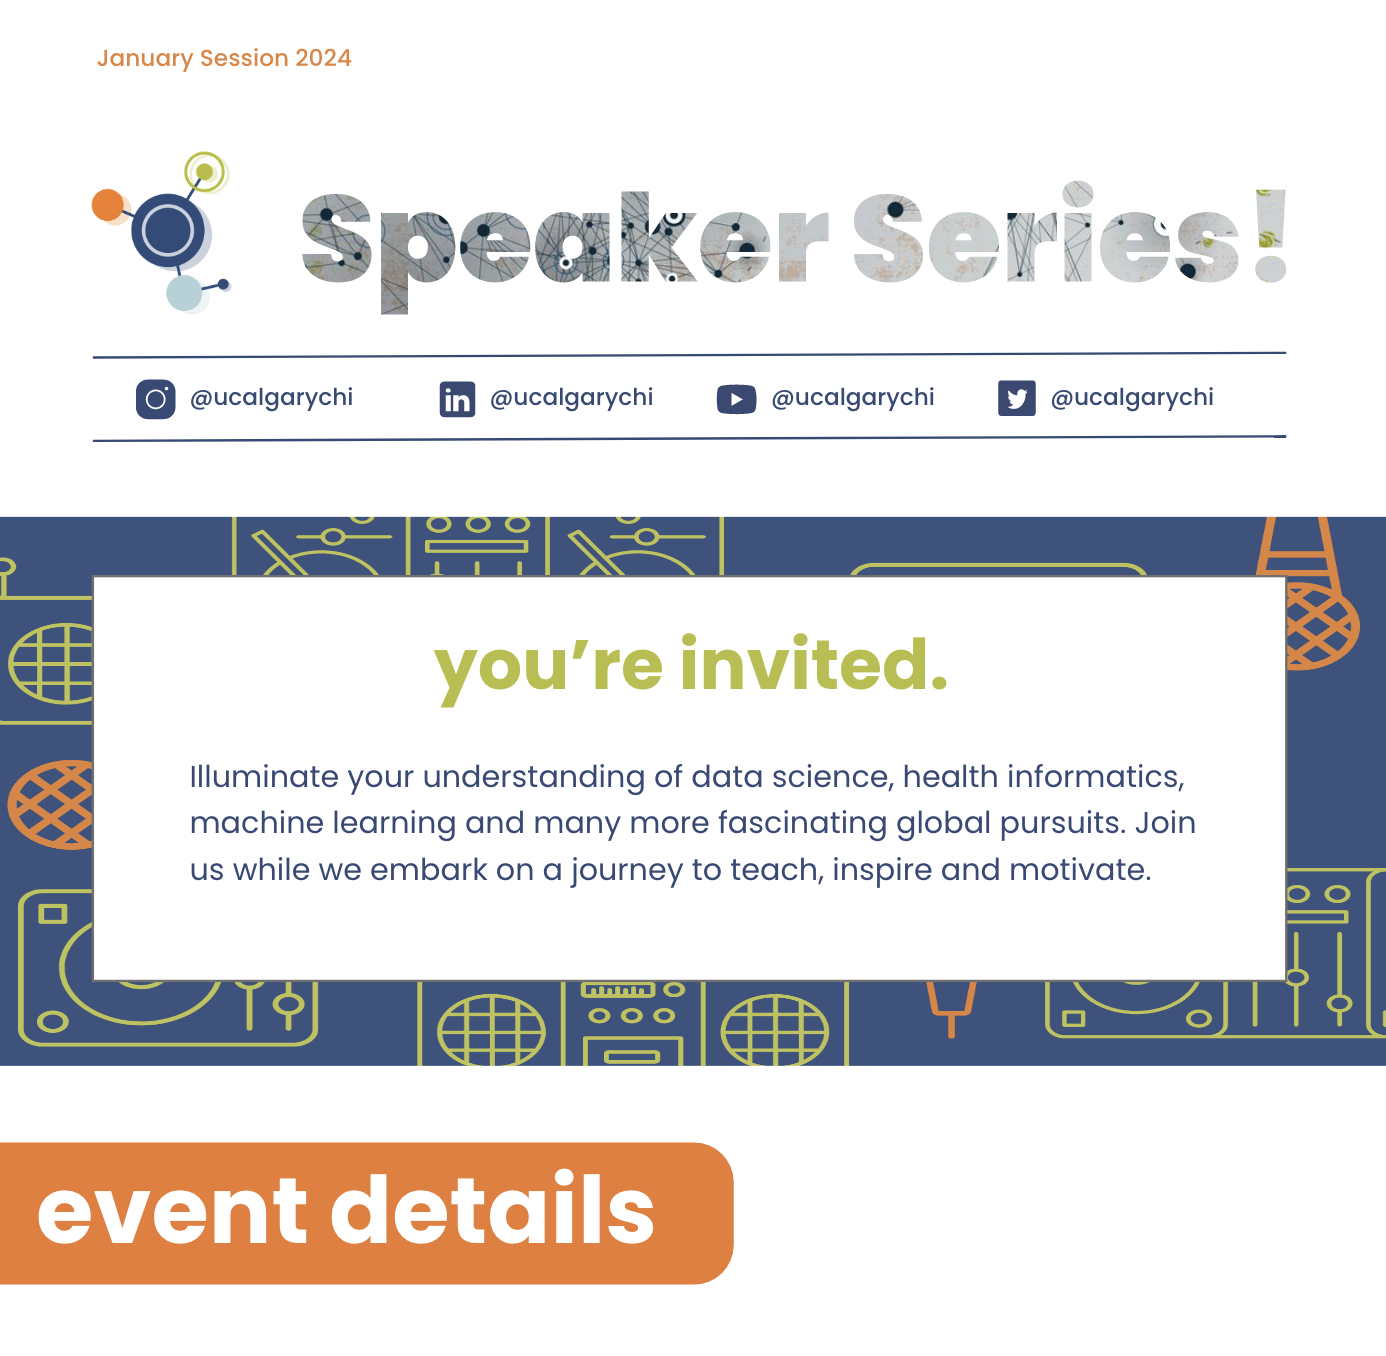 January Session 2024
Speaker Series!
@ucalgarychi @ucalgarychi @ucalgarychi @ucalgarychi
you’re invited.
Illuminate your understanding of data science, health informatics,
machine learning and many more fascinating global pursuits. Join
us while we embark on a journey to teach, inspire and motivate.
event details